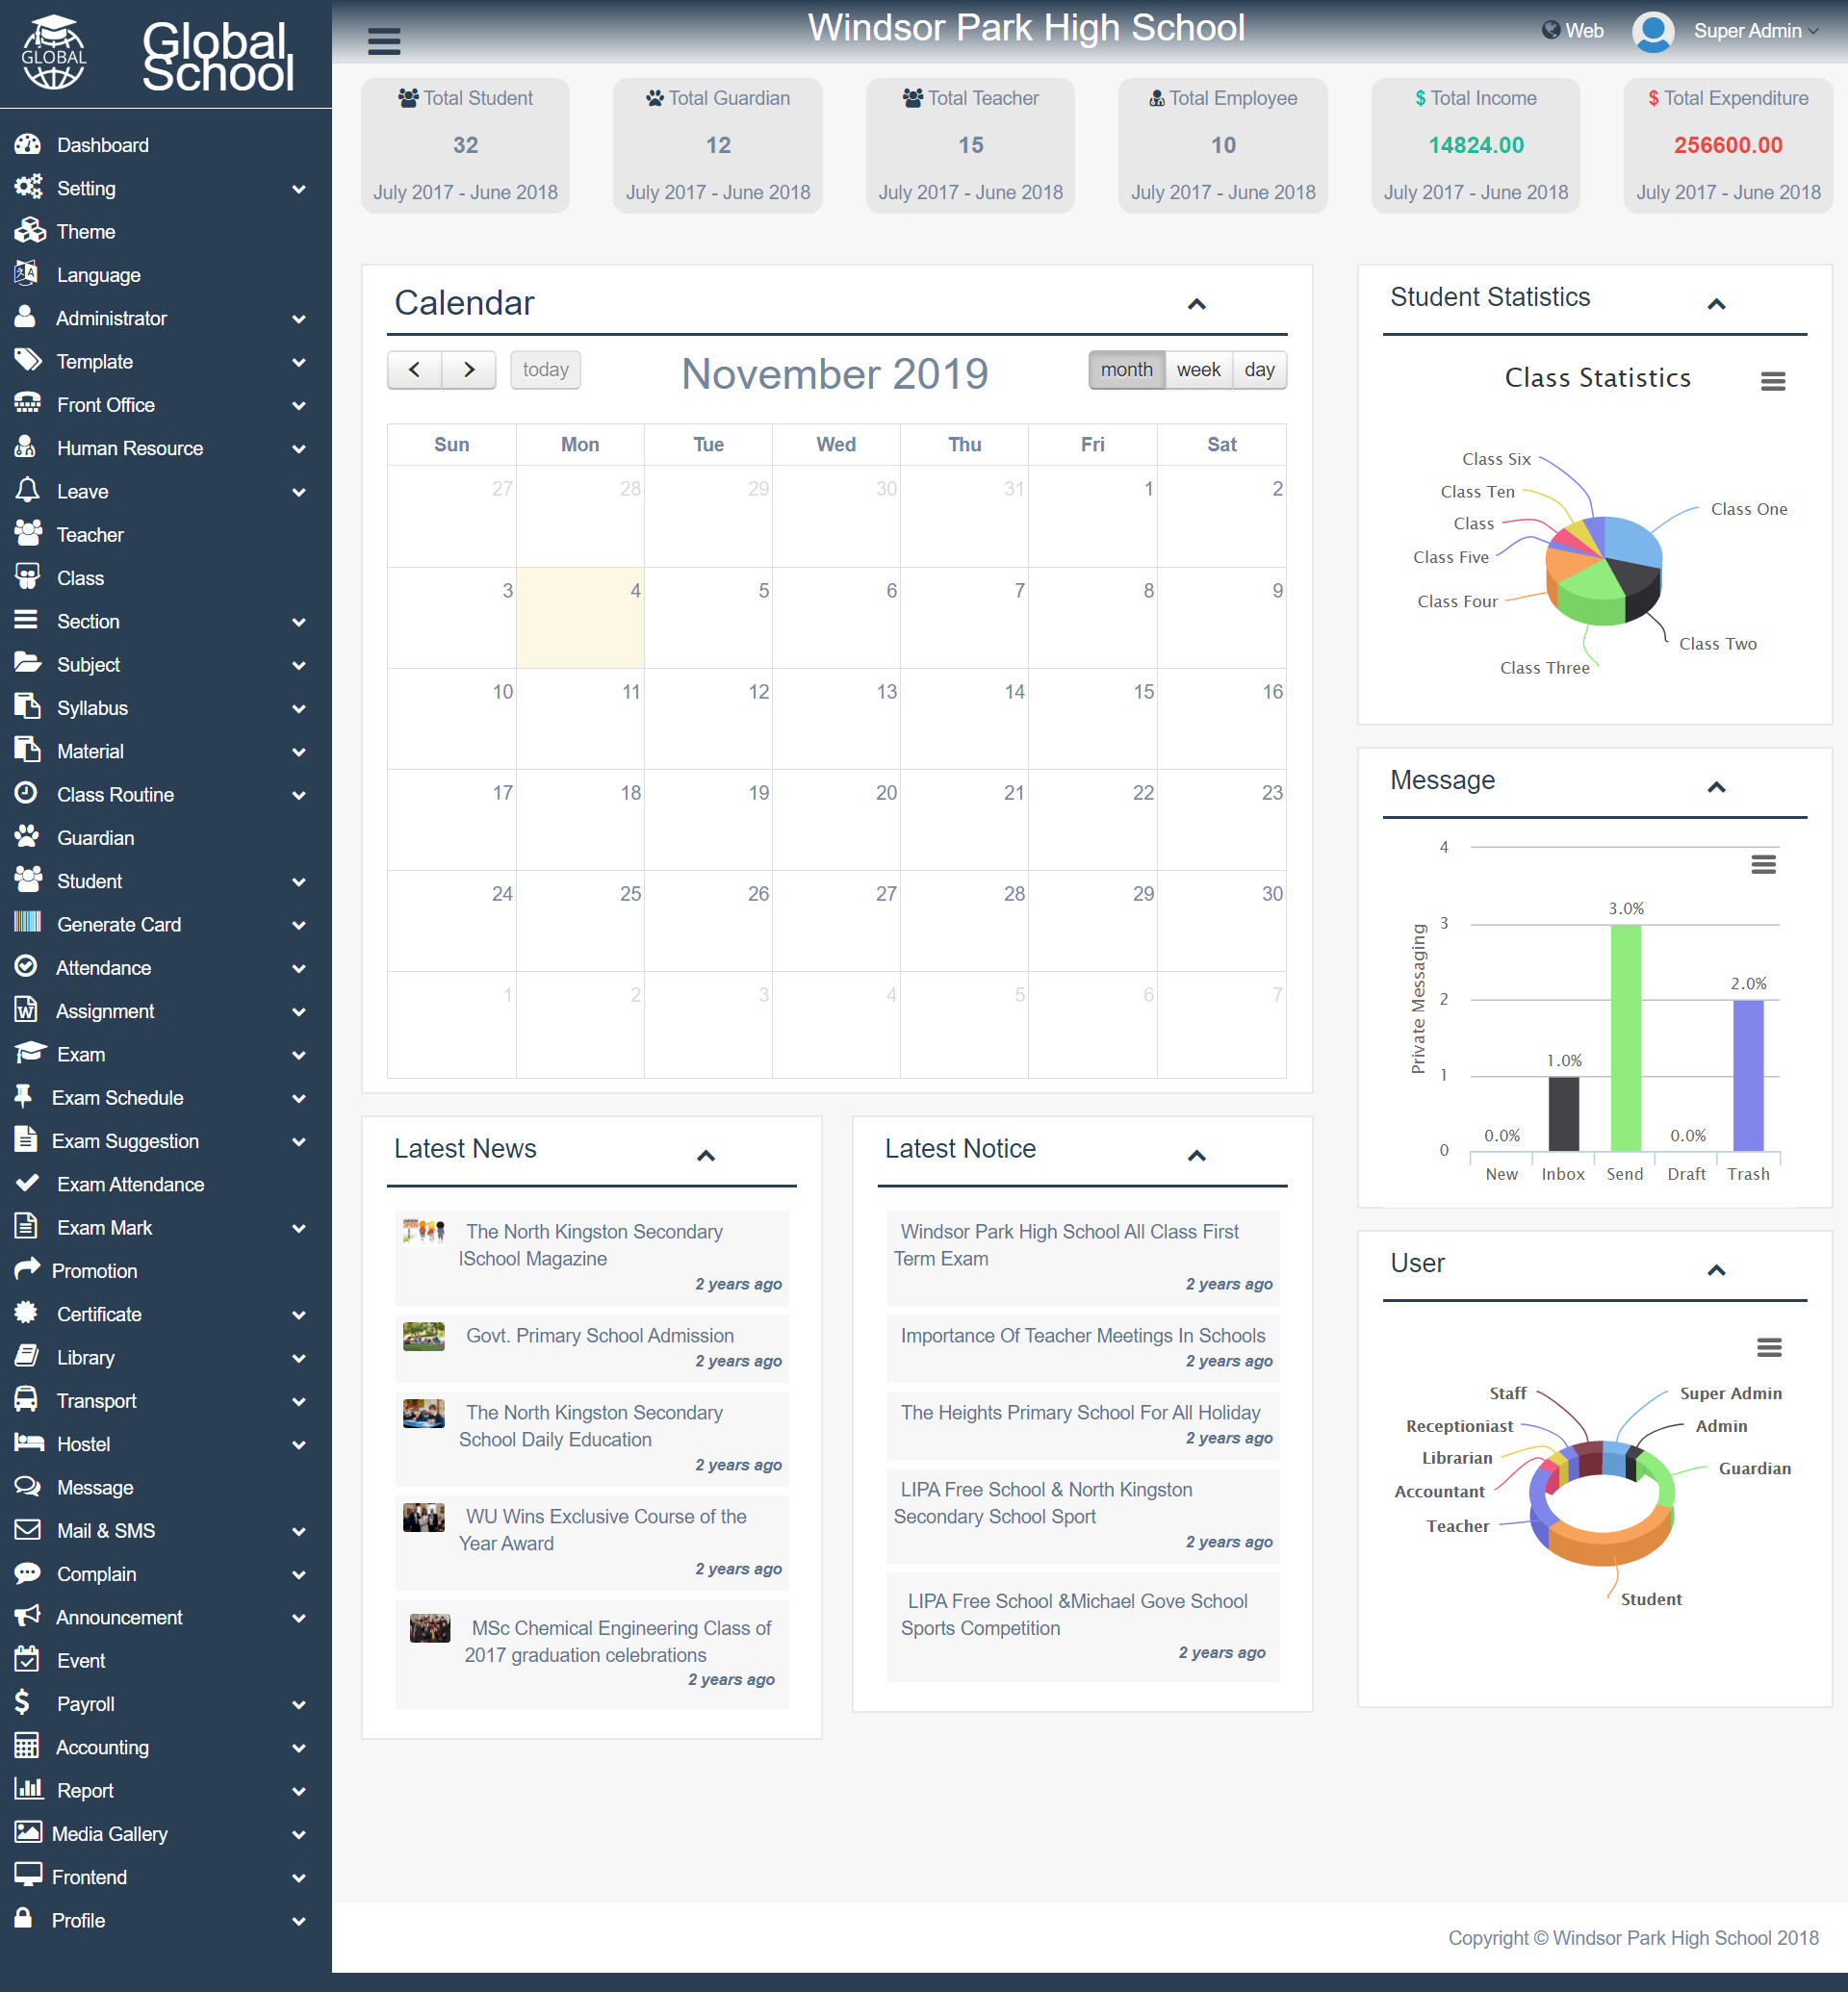 GLOBAL
Global
School
Dashboard
Setting
Theme
Language
Administrator
Template
Front Office
Human Resource
Leave
Teacher
Class
Section
Subject
Syllabus
Material
Class Routine
Guardian
Student
Generate Card
Attendance
Assignment
Exam
Exam Schedule
Exam Suggestion
Exam Attendance
Exam Mark
Promotion
Certificate
Library
Transport
Hostel
Message
Mail & SMS
Complain
Announcement
Event
Payroll
Accounting
Report
Media Gallery
Frontend
Profile
Windsor Park High School
Web
Super Admin
Total Student
32
July 2017 - June 2018
Total Guardian
12
July 2017 - June 2018
Total Teacher
15
July 2017 - June 2018
Total Employee
10
July 2017 - June 2018
$ Total Income
14824.00
July 2017 - June 2018
$ Total Expenditure
256600.00
July 2017 - June 2018
Calendar
today
November 2019
month week day
Sun Mon Tue Wed Thu Fri Sat
27 28 29 30 31 1 2
3 4 5 6 7 8 9
10 11 12 13 14 15 16
17 18 19 20 21 22 23
24 25 26 27 28 29 30
1 2 3 4 5 6 7
Latest News
The North Kingston Secondary
lSchool Magazine
2 years ago
Govt. Primary School Admission
2 years ago
The North Kingston Secondary
School Daily Education
2 years ago
WU Wins Exclusive Course of the
Year Award
2 years ago
MSc Chemical Engineering Class of
2017 graduation celebrations
2 years ago
Latest Notice
Windsor Park High School All Class First
Term Exam
2 years ago
Importance Of Teacher Meetings In Schools
2 years ago
The Heights Primary School For All Holiday
2 years ago
LIPA Free School & North Kingston
Secondary School Sport
2 years ago
LIPA Free School &Michael Gove School
Sports Competition
2 years ago
Student Statistics
Class Statistics
Class Six
Class Ten
Class
Class Five
Class Four
Class Three
Class One
Class Two
Message
Private Messaging
4
3
2
1
0
0.0% 1.0% 3.0% 0.0% 2.0%
New Inbox Send Draft Trash
User
Staff
Receptioniast
Librarian
Accountant
Teacher
Super Admin
Admin
Guardian
Student
Copyright © Windsor Park High School 2018